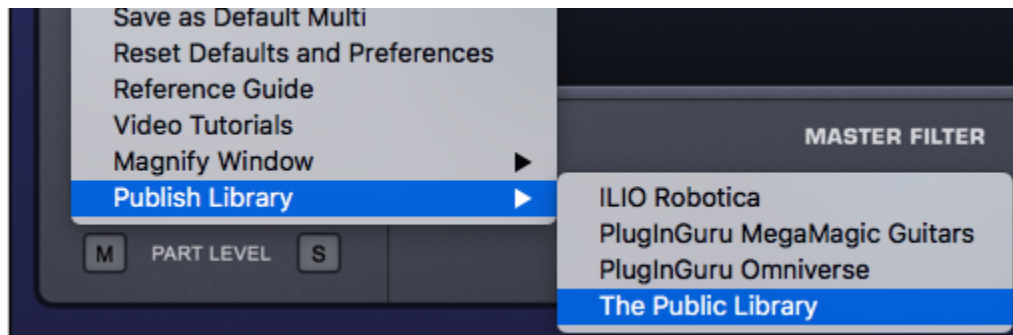 Save as Default Multi
Reset Defaults and Preferences
Reference Guide
Video Tutorials
MASTER FILTER
Magnify Window
Publish Library
ILIO Robotica
PlugInGuru MegaMagic Guitars
PlugInGuru Omniverse
The Public Library
M PART LEVEL S